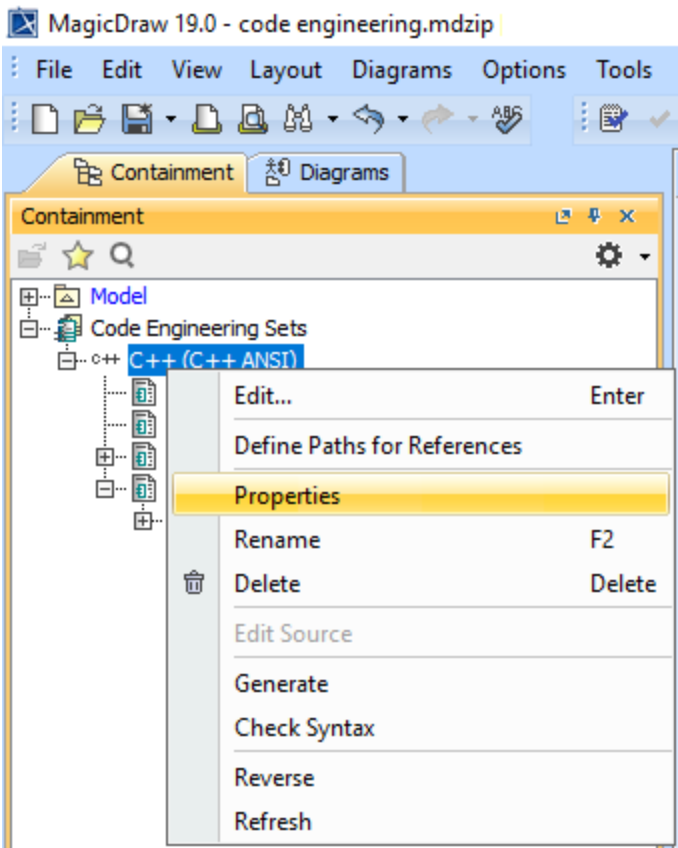 MagicDraw 19.0 - code engineering.mdzip
File Edit View Layout Diagrams Options Tools
ABC
Containment Diagrams
Containment
Model
Code Engineering Sets
C++ C++ (C++ ANSI)
Edit... Enter
Define Paths for References
Properties
Rename F2
Delete Delete
Edit Source
Generate
Check Syntax
Reverse
Refresh